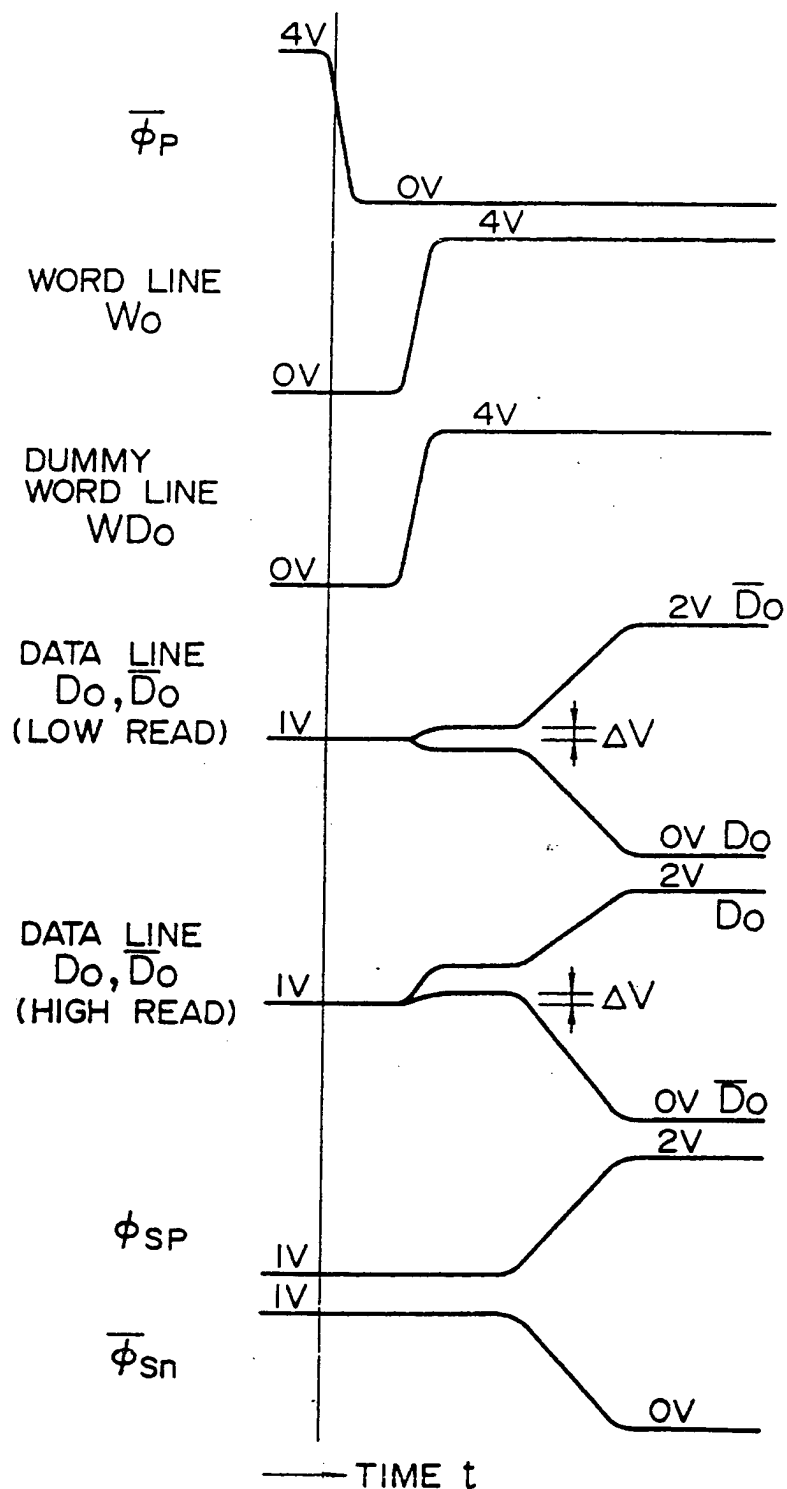 4V
φ̅P
0V
4V
WORD LINE
W0
0V
4V
DUMMY
WORD LINE
WD0
0V
2V D̅0
DATA LINE
D0, D̅0
(LOW READ)
1V
ΔV
0V D0
2V
D0
DATA LINE
D0, D̅0
(HIGH READ)
1V
ΔV
0V D̅0
2V
φSP
1V
1V
φ̅Sn
0V
TIME t